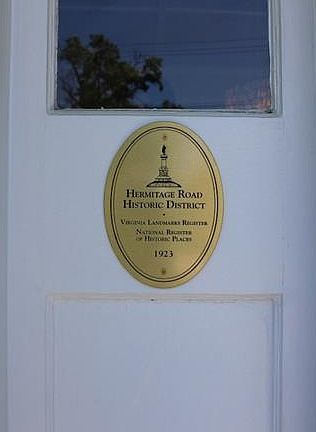 HERMITAGE ROAD
HISTORIC DISTRICT
VIRGINIA LANDMARKS REGISTER
NATIONAL REGISTER
OF HISTORIC PLACES
1923